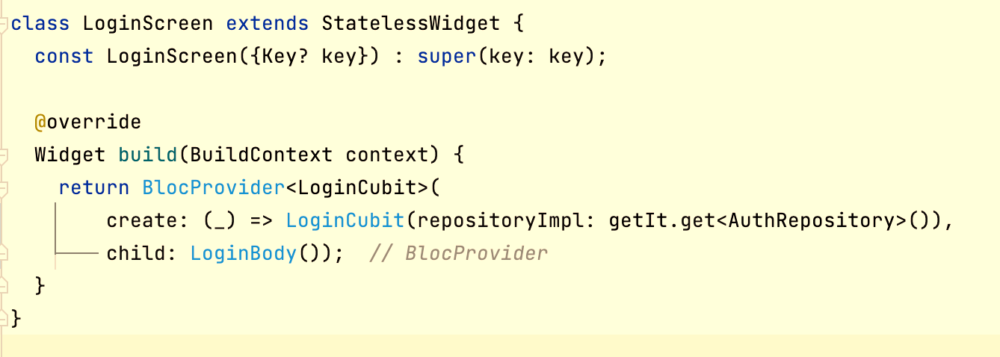 class LoginScreen extends StatelessWidget {
  const LoginScreen({Key? key}) : super(key: key);

  @override
  Widget build(BuildContext context) {
    return BlocProvider<LoginCubit>(
        create: (_) => LoginCubit(repositoryImpl: getIt.get<AuthRepository>()),
        child: LoginBody());  // BlocProvider
  }
}